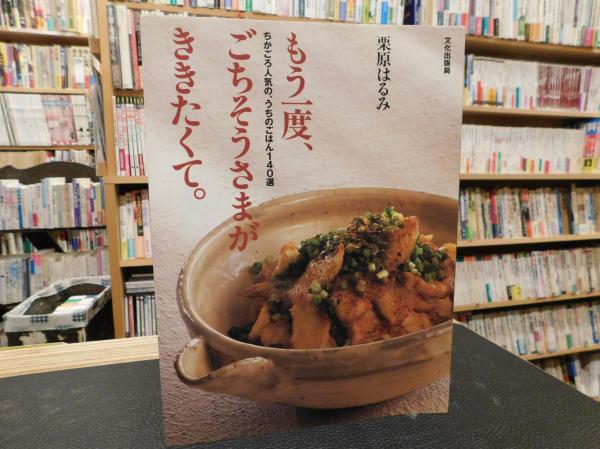 もう一度、
ごちそうさまが
ききたくて。
ちかごろ人気の、うちのごはん140選
栗原はるみ
文化出版局